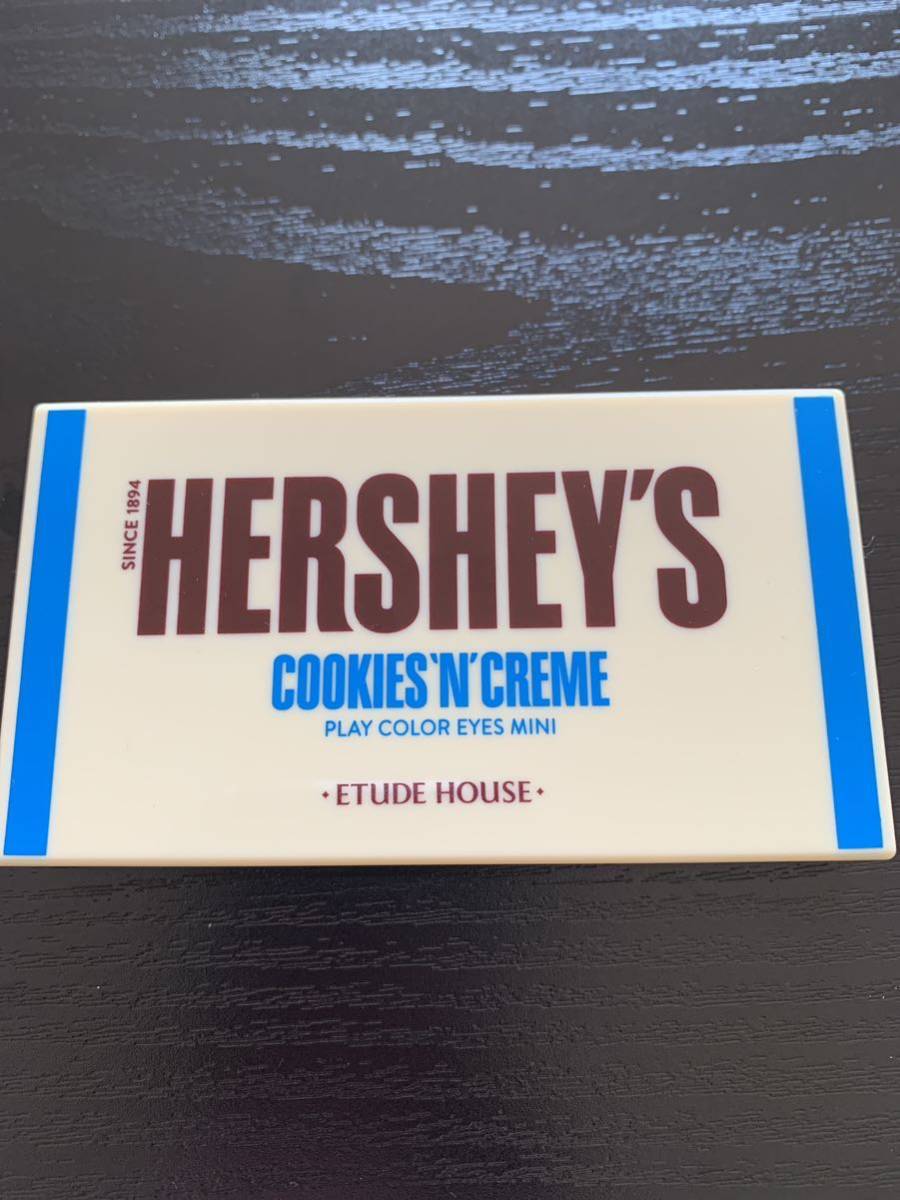 SINCE 1894
HERSHEY'S
COOKIES'N'CREME
PLAY COLOR EYES MINI
·ETUDE HOUSE·